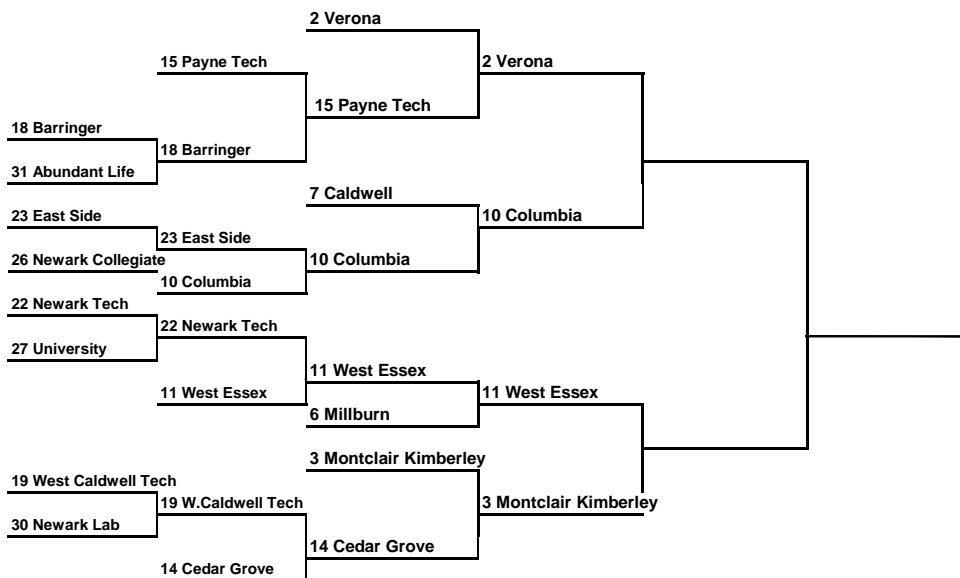 2 Verona
15 Payne Tech
2 Verona
15 Payne Tech
18 Barringer
18 Barringer
31 Abundant Life
7 Caldwell
23 East Side
10 Columbia
23 East Side
26 Newark Collegiate
10 Columbia
10 Columbia
22 Newark Tech
22 Newark Tech
27 University
11 West Essex
11 West Essex
11 West Essex
6 Millburn
3 Montclair Kimberley
19 West Caldwell Tech
19 W.Caldwell Tech
3 Montclair Kimberley
30 Newark Lab
14 Cedar Grove
14 Cedar Grove